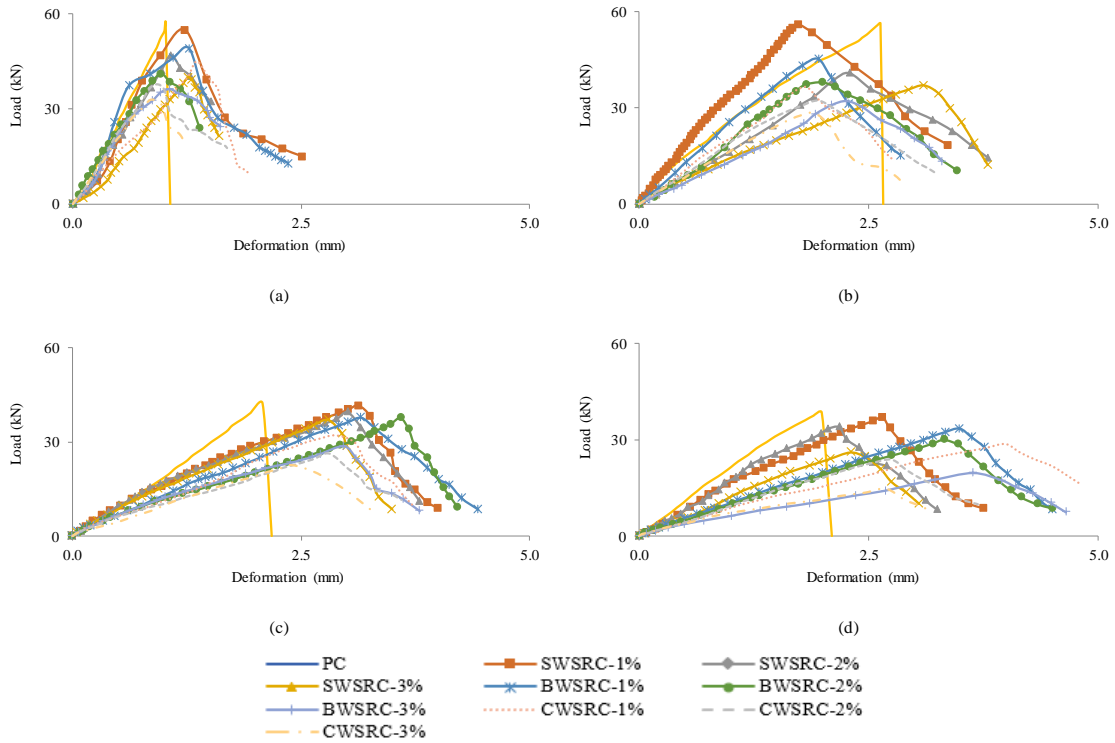 60
30
0
Load (kN)
0.0
2.5
5.0
Deformation (mm)
(a)
60
30
0
Load (kN)
0.0
2.5
5.0
Deformation (mm)
(b)
60
30
0
Load (kN)
0.0
2.5
5.0
Deformation (mm)
(c)
60
30
0
Load (kN)
0.0
2.5
5.0
Deformation (mm)
(d)
PC
SWSRC-1%
SWSRC-2%
SWSRC-3%
BWSRC-1%
BWSRC-2%
BWSRC-3%
CWSRC-1%
CWSRC-2%
CWSRC-3%